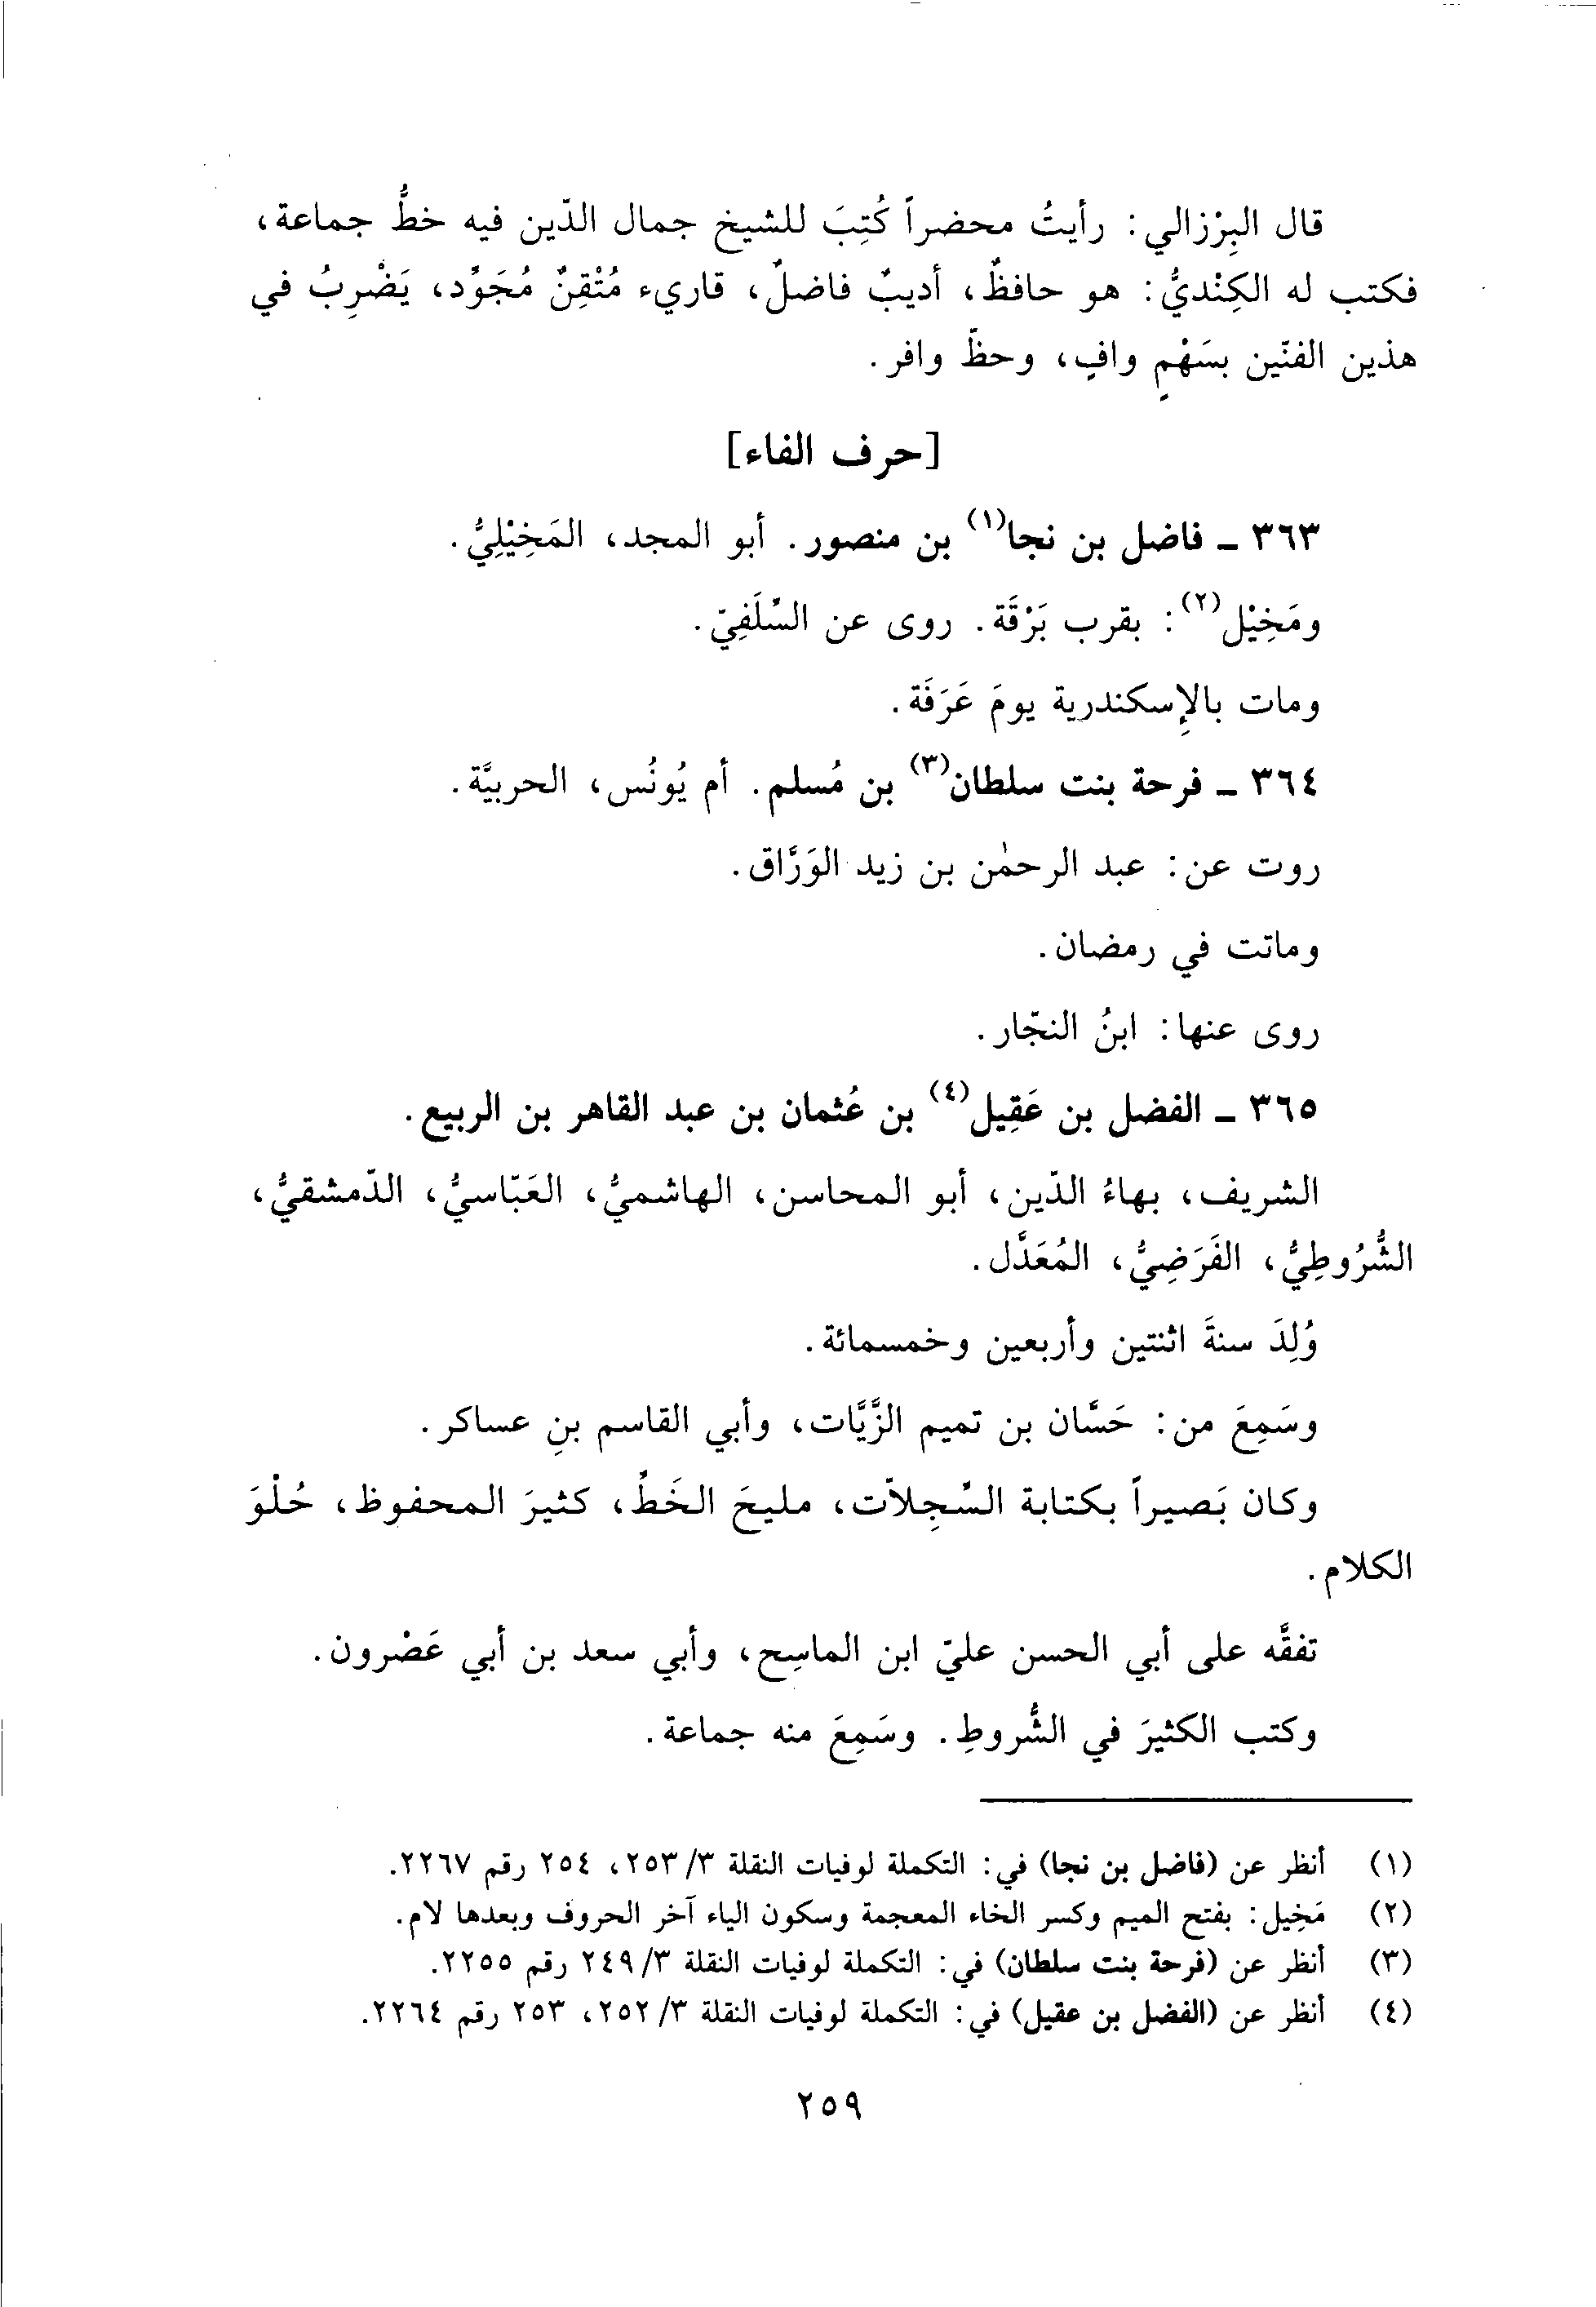 قال البِرْزالي: رأيتُ محضراً كُتِبَ للشيخ جمال الدّين فيه خطُّ جماعة،
فكتب له الكِنْديُّ: هو حافظٌ، أديبٌ فاضلٌ، قاريء مُتْقِنٌ مُجَوِّد، يَضْرِبُ في
هذين الفنّين بسَهْمٍ وافٍ، وحظّ وافر.
[حرف الفاء]
٣٦٣ - فاضل بن نجا(١) بن منصور. أبو المجد، المَخِيْلِيُّ.
ومَخِيْل(٢): بقرب بَرْقَة. روى عن السِّلَفِيّ.
ومات بالإِسكندرية يومَ عَرَفَة.
٣٦٤ - فرحة بنت سلطان(٣) بن مُسلم. أم يُونُس، الحربيَّة.
روت عن: عبد الرحمٰن بن زيد الوَرَّاق.
وماتت في رمضان.
روى عنها: ابنُ النجّار.
٣٦٥ - الفضل بن عَقِيل(٤) بن عُثمان بن عبد القاهر بن الربيع.
الشريف، بهاءُ الدّين، أبو المحاسن، الهاشميُّ، العَبّاسيُّ، الدّمشقيُّ،
الشُّرُوطِيُّ، الفَرَضِيُّ، المُعَدَّل.
وُلِدَ سنةَ اثنتين وأربعين وخمسمائة.
وسَمِعَ من: حَسَّان بن تميم الزَّيَّات، وأبي القاسم بنِ عساكر.
وكان بَصيراً بكتابة السِّجِلاّت، مليحَ الخَطِّ، كثيرَ المحفوظ، حُلْوَ
الكلام.
تفقَّه على أبي الحسن عليّ ابن الماسِح، وأبي سعد بن أبي عَصْرون.
وكتب الكثيرَ في الشُّروطِ. وسَمِعَ منه جماعة.
(١) أنظر عن (فاضل بن نجا) في: التكملة لوفيات النقلة ٣/٢٥٣، ٢٥٤ رقم ٢٢٦٧.
(٢) مَخِيل: بفتح الميم وكسر الخاء المعجمة وسكون الياء آخر الحروف وبعدها لام.
(٣) أنظر عن (فرحة بنت سلطان) في: التكملة لوفيات النقلة ٣/٢٤٩ رقم ٢٢٥٥.
(٤) أنظر عن (الفضل بن عقيل) في: التكملة لوفيات النقلة ٣/٢٥٢، ٢٥٣ رقم ٢٢٦٤.
٢٥٩